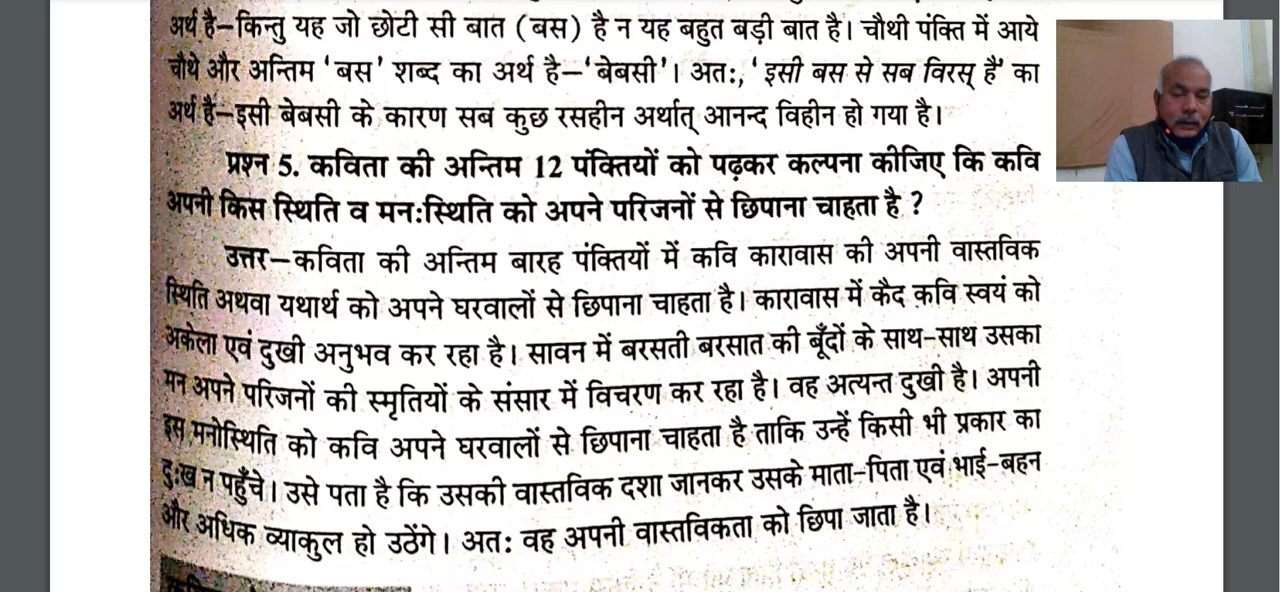 अर्थ है–किन्तु यह जो छोटी सी बात (बस) है न यह बहुत बड़ी बात है। चौथी पंक्ति में आये
चौथे और अन्तिम ‘बस’ शब्द का अर्थ है–‘बेबसी’। अतः, ‘इसी बस से सब विरस् है’ का
अर्थ है–इसी बेबसी के कारण सब कुछ रसहीन अर्थात् आनन्द विहीन हो गया है।
प्रश्न 5. कविता की अन्तिम 12 पंक्तियों को पढ़कर कल्पना कीजिए कि कवि
अपनी किस स्थिति व मनःस्थिति को अपने परिजनों से छिपाना चाहता है ?
उत्तर–कविता की अन्तिम बारह पंक्तियों में कवि कारावास की अपनी वास्तविक
स्थिति अथवा यथार्थ को अपने घरवालों से छिपाना चाहता है। कारावास में कैद कवि स्वयं को
अकेला एवं दुखी अनुभव कर रहा है। सावन में बरसती बरसात की बूँदों के साथ-साथ उसका
मन अपने परिजनों की स्मृतियों के संसार में विचरण कर रहा है। वह अत्यन्त दुखी है। अपनी
इस मनोस्थिति को कवि अपने घरवालों से छिपाना चाहता है ताकि उन्हें किसी भी प्रकार का
दुःख न पहुँचे। उसे पता है कि उसकी वास्तविक दशा जानकर उसके माता-पिता एवं भाई-बहन
और अधिक व्याकुल हो उठेंगे। अतः वह अपनी वास्तविकता को छिपा जाता है।